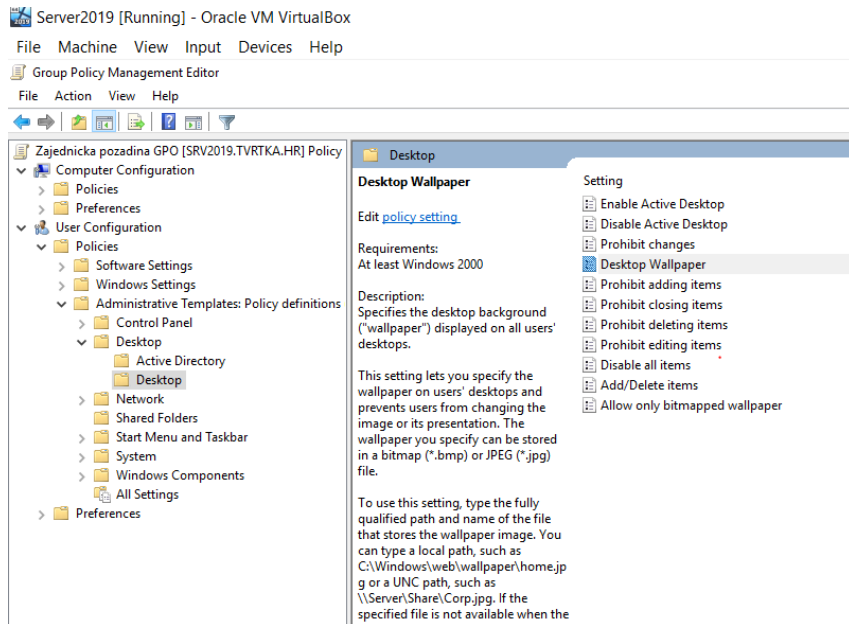 Server2019 [Running] - Oracle VM VirtualBox
File Machine View Input Devices Help
Group Policy Management Editor
File Action View Help
Zajednicka pozadina GPO [SRV2019.TVRTKA.HR] Policy
Computer Configuration
Policies
Preferences
User Configuration
Policies
Software Settings
Windows Settings
Administrative Templates: Policy definitions
Control Panel
Desktop
Active Directory
Desktop
Network
Shared Folders
Start Menu and Taskbar
System
Windows Components
All Settings
Preferences
Desktop
Desktop Wallpaper
Edit policy setting
Requirements:
At least Windows 2000
Description:
Specifies the desktop background
("wallpaper") displayed on all users'
desktops.
This setting lets you specify the
wallpaper on users' desktops and
prevents users from changing the
image or its presentation. The
wallpaper you specify can be stored
in a bitmap (*.bmp) or JPEG (*.jpg)
file.
To use this setting, type the fully
qualified path and name of the file
that stores the wallpaper image. You
can type a local path, such as
C:\Windows\web\wallpaper\home.jp
g or a UNC path, such as
\\Server\Share\Corp.jpg. If the
specified file is not available when the
Setting
Enable Active Desktop
Disable Active Desktop
Prohibit changes
Desktop Wallpaper
Prohibit adding items
Prohibit closing items
Prohibit deleting items
Prohibit editing items
Disable all items
Add/Delete items
Allow only bitmapped wallpaper